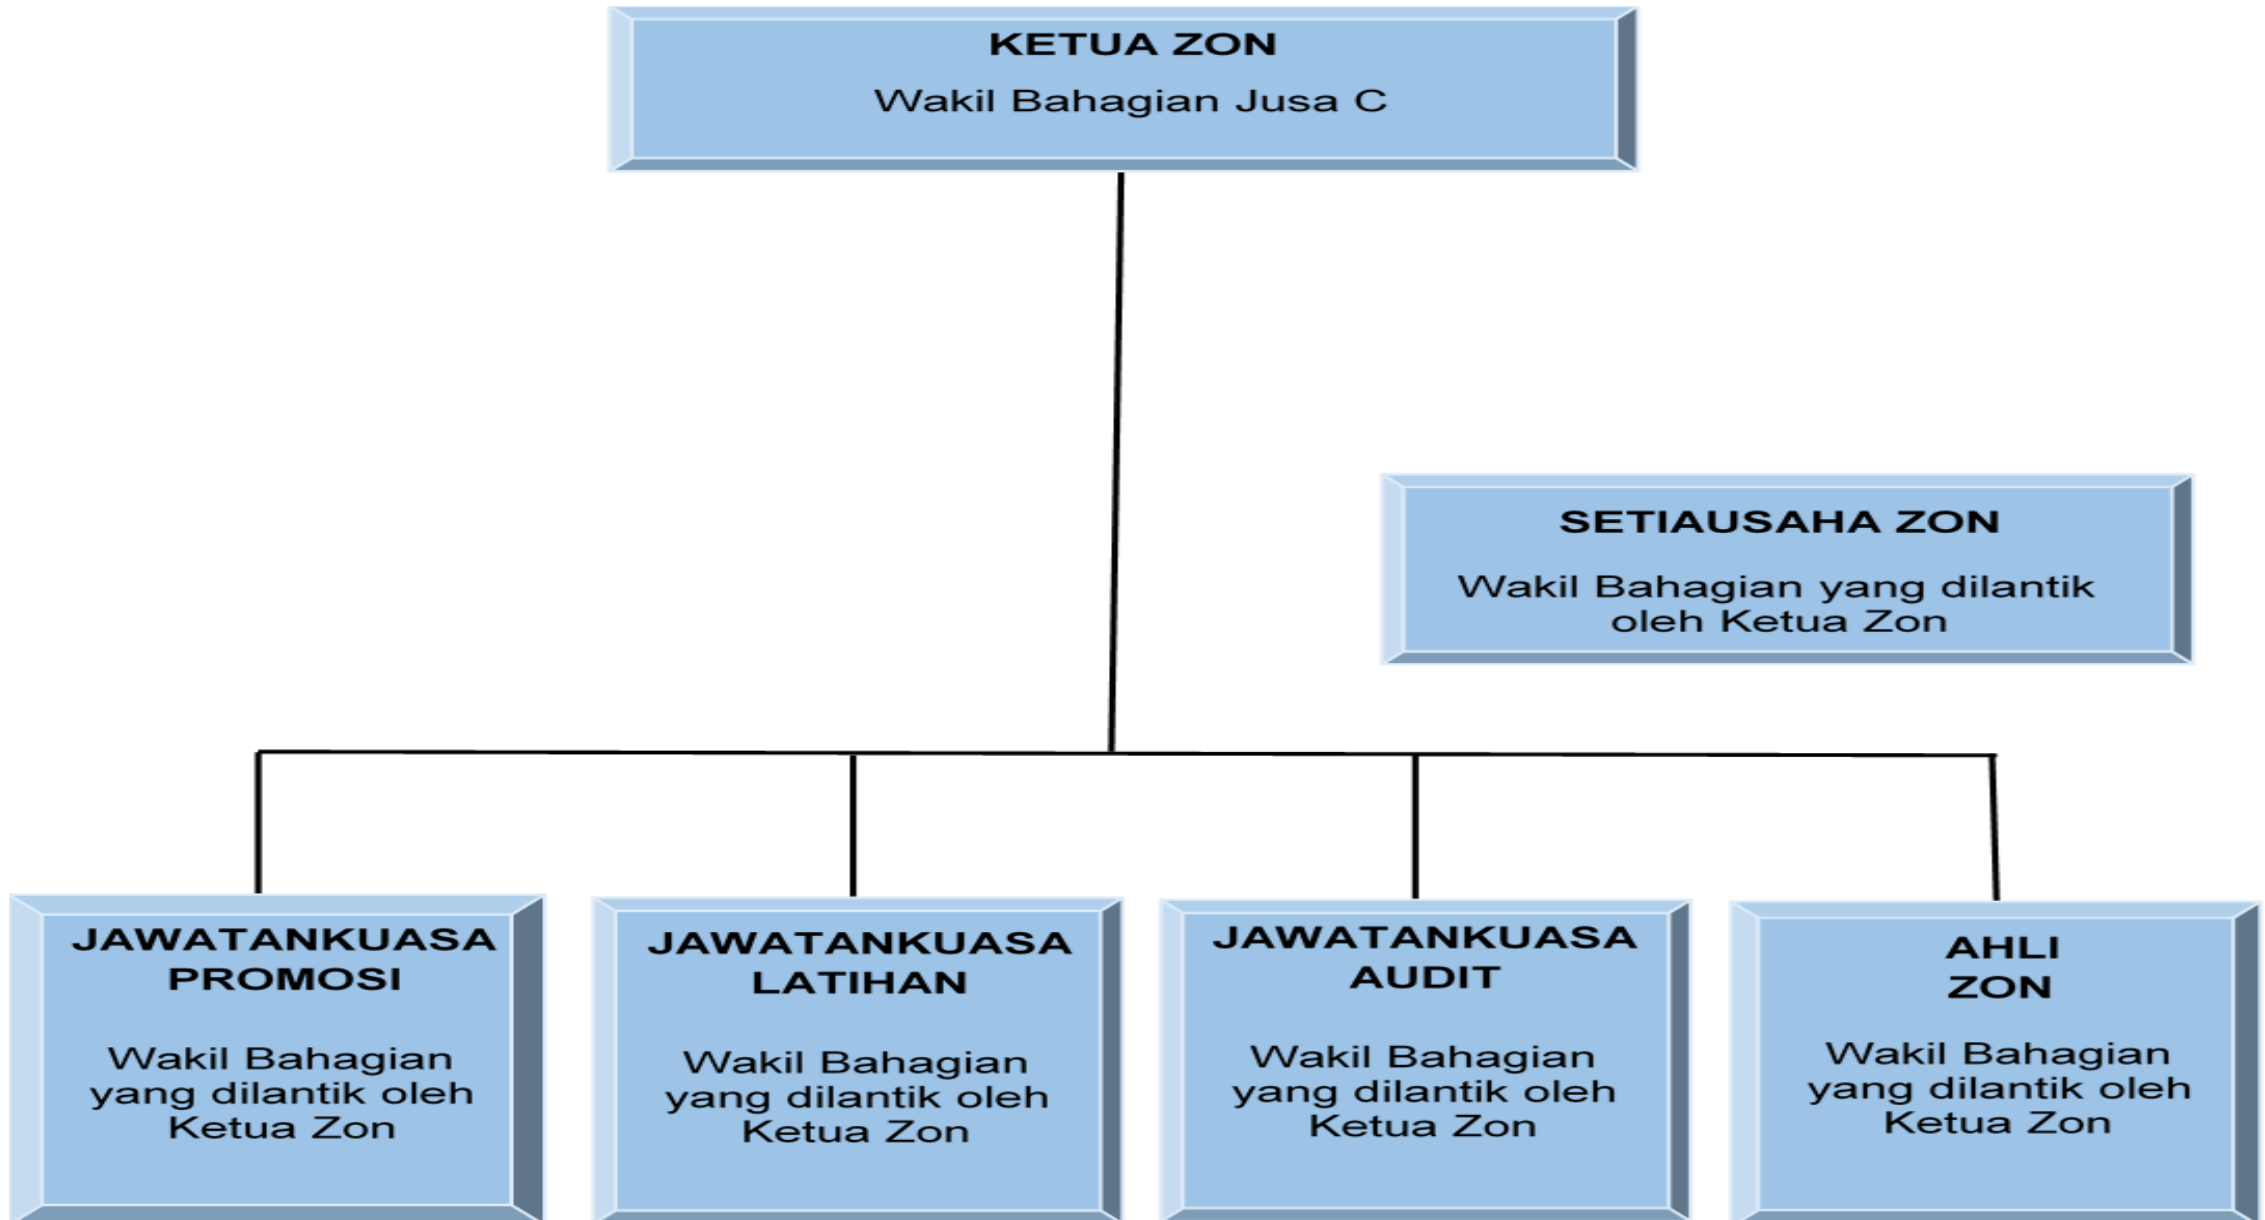 KETUA ZON
Wakil Bahagian Jusa C
SETIAUSAHA ZON
Wakil Bahagian yang dilantik
oleh Ketua Zon
JAWATANKUASA
PROMOSI
Wakil Bahagian
yang dilantik oleh
Ketua Zon
JAWATANKUASA
LATIHAN
Wakil Bahagian
yang dilantik oleh
Ketua Zon
JAWATANKUASA
AUDIT
Wakil Bahagian
yang dilantik oleh
Ketua Zon
AHLI
ZON
Wakil Bahagian
yang dilantik oleh
Ketua Zon